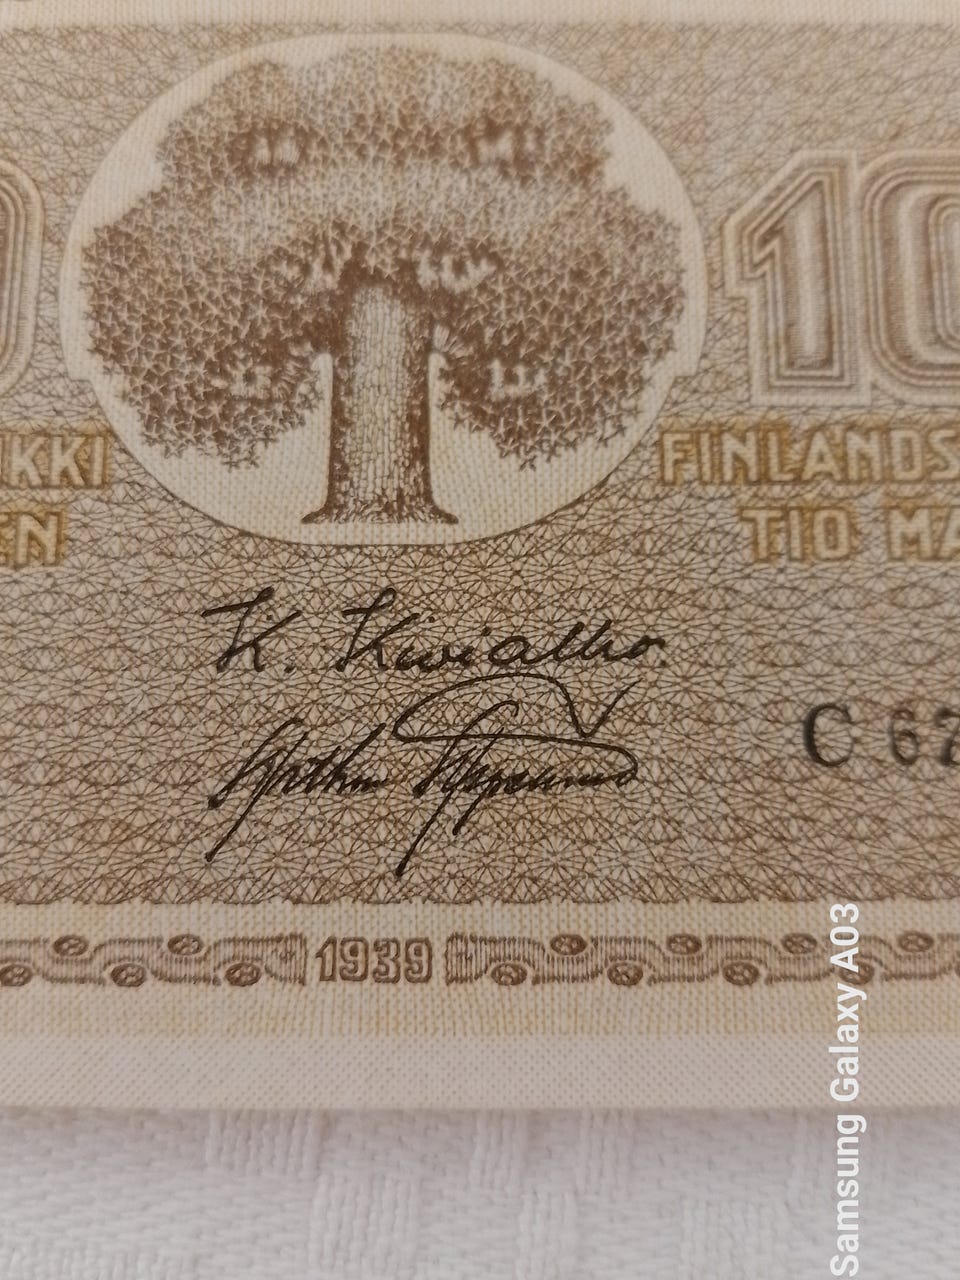 10
KKI FINLANDS
EN TIO MA
K. Kivialho.
C 67
1939
Samsung Galaxy A03